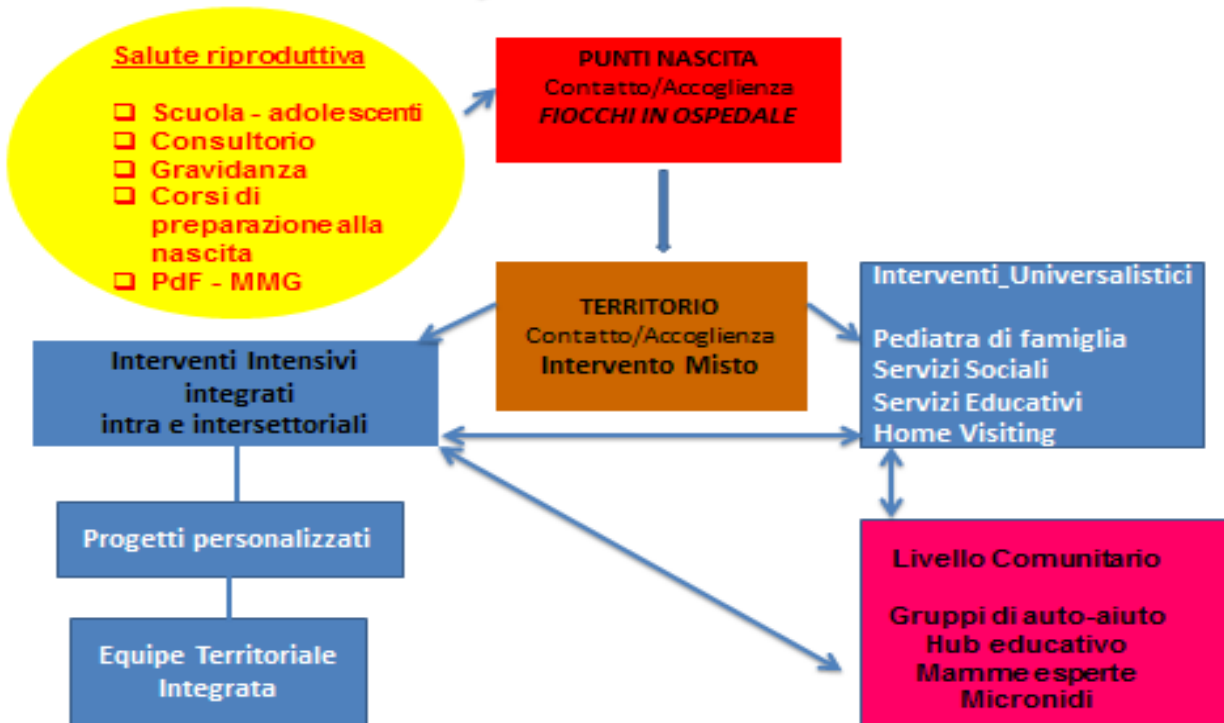 Salute riproduttiva
Scuola - adolescenti
Consultorio
Gravidanza
Corsi di
preparazione alla
nascita
PdF - MMG
PUNTI NASCITA
Contatto/Accoglienza
FIOCCHI IN OSPEDALE
TERRITORIO
Contatto/Accoglienza
Intervento Misto
Interventi_Universalistici
Pediatra di famiglia
Servizi Sociali
Servizi Educativi
Home Visiting
Interventi Intensivi
integrati
intra e intersettoriali
Progetti personalizzati
Equipe Territoriale
Integrata
Livello Comunitario
Gruppi di auto-aiuto
Hub educativo
Mamme esperte
Micronidi